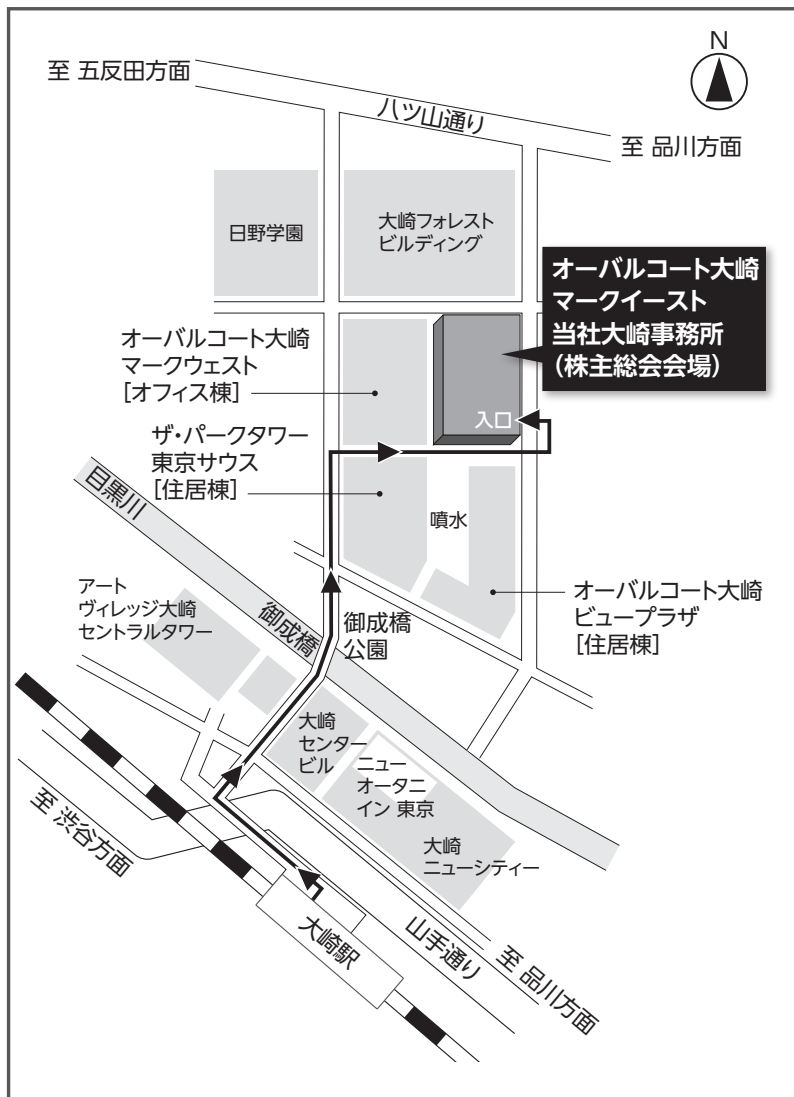 N
至 五反田方面
八ツ山通り
至 品川方面
日野学園
大崎フォレスト
ビルディング
オーバルコート大崎
マークイースト
当社大崎事務所
（株主総会会場）
オーバルコート大崎
マークウェスト
［オフィス棟］
入口
ザ・パークタワー
東京サウス
［住居棟］
目黒川
噴水
アート
ヴィレッジ大崎
セントラルタワー
御成橋
御成橋
公園
オーバルコート大崎
ビュープラザ
［住居棟］
大崎
センター
ビル
ニュー
オータニ
イン 東京
大崎
ニューシティー
至 渋谷方面
大崎駅
山手通り
至 品川方面